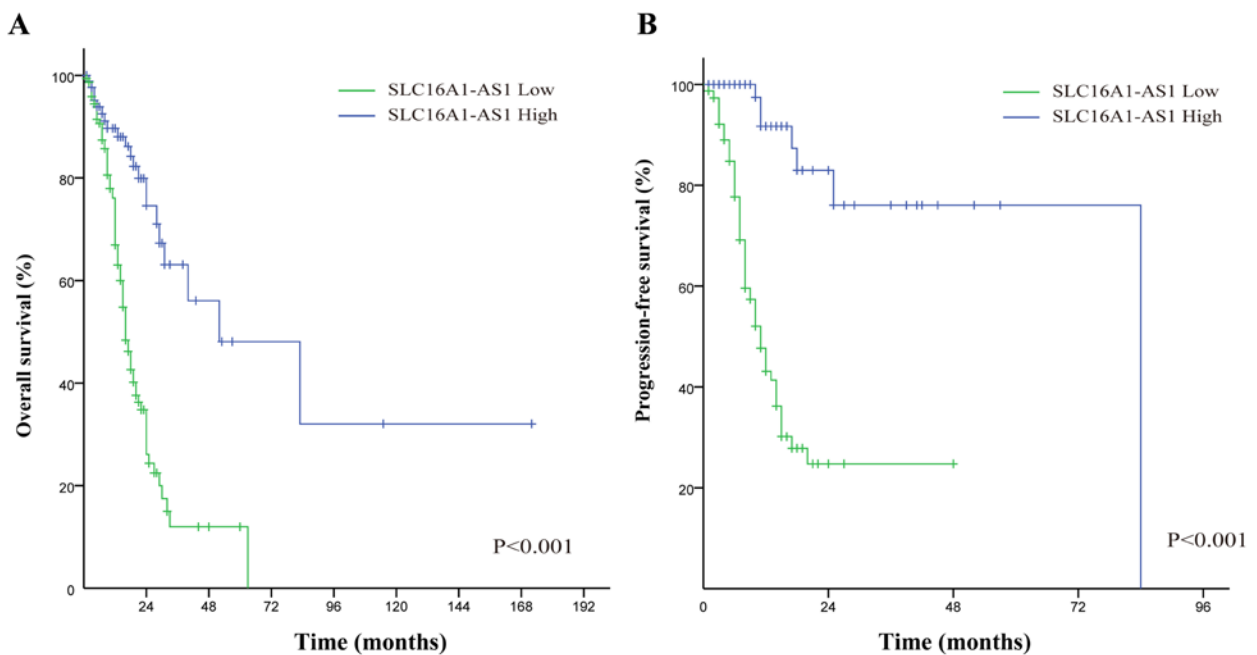 A
SLC16A1-AS1 Low
SLC16A1-AS1 High
Overall survival (%)
100
80
60
40
20
0
24 48 72 96 120 144 168 192
P<0.001
Time (months)
B
SLC16A1-AS1 Low
SLC16A1-AS1 High
Progression-free survival (%)
100
80
60
40
20
0 24 48 72 96
P<0.001
Time (months)